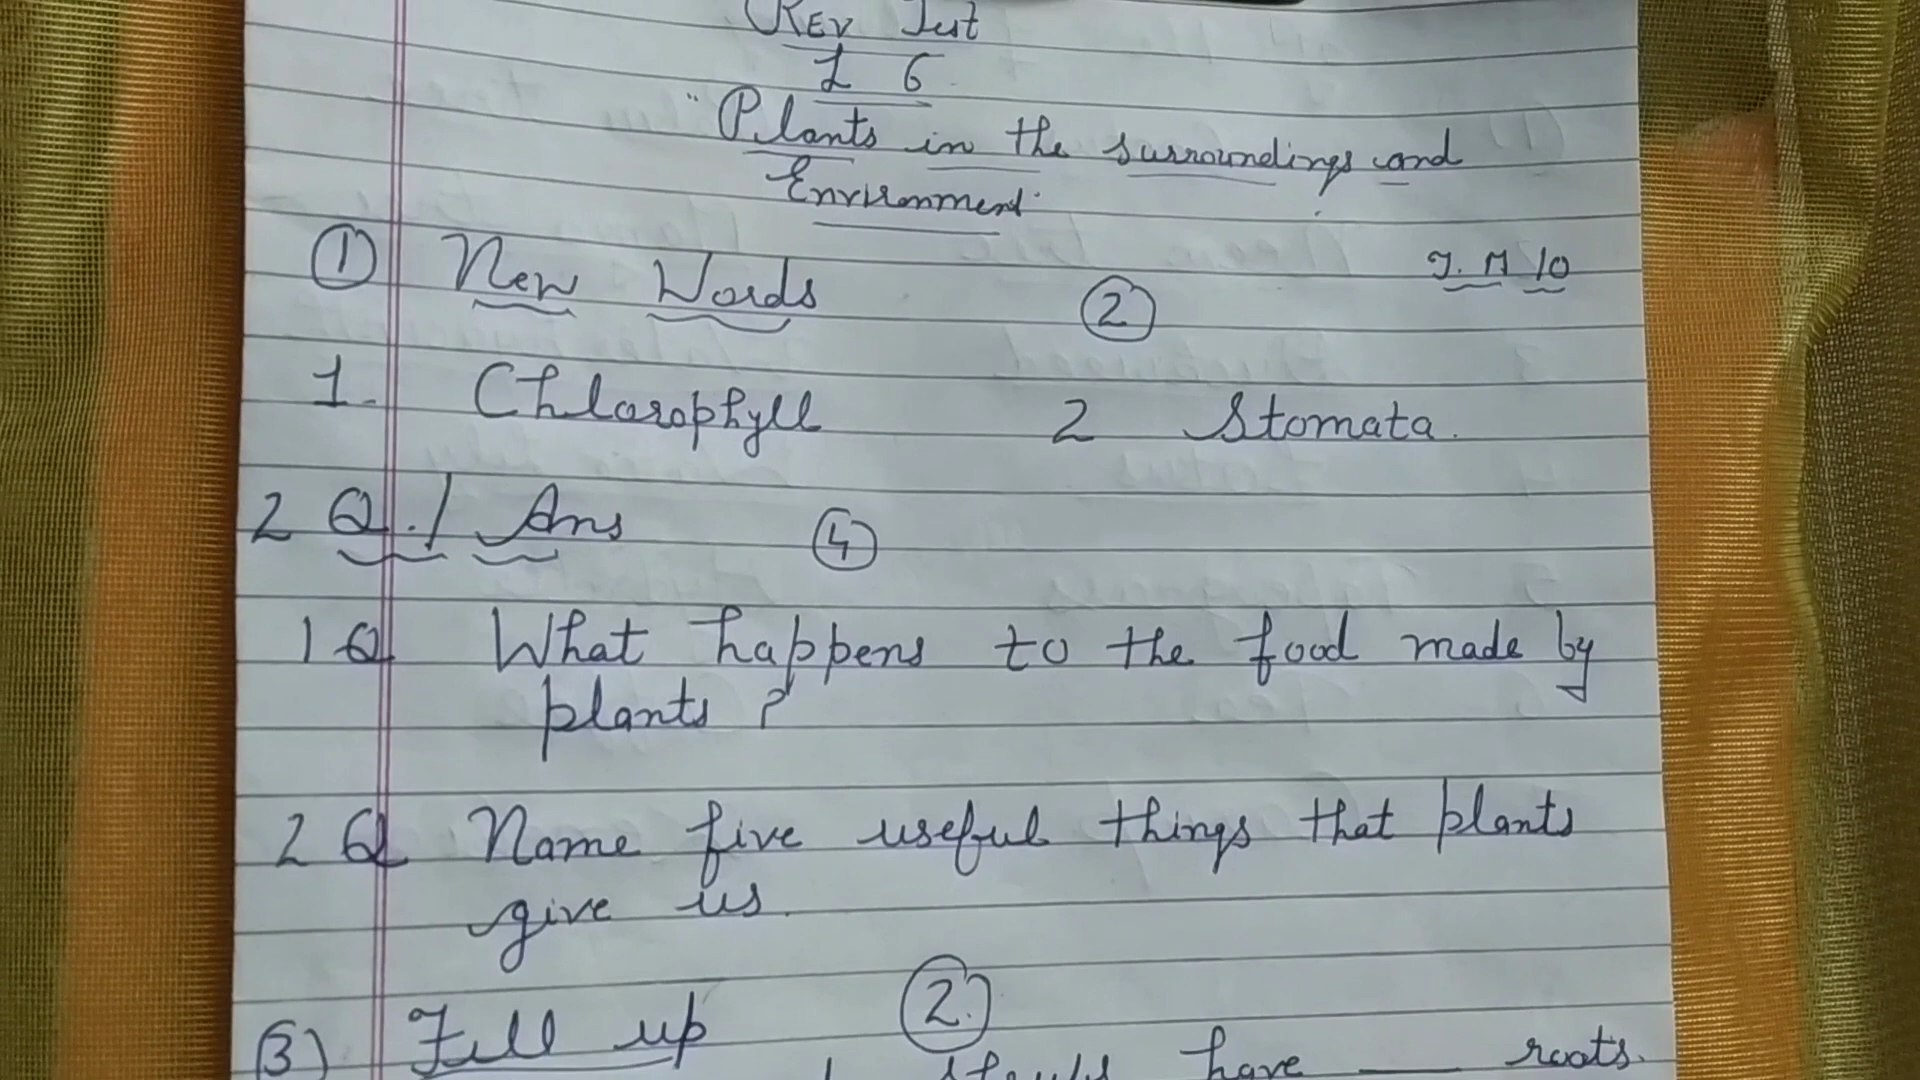 Rev Test
L 6
"Plants in the surroundings and
Environment.
① New Words ② T. M 10
1. Chlorophyll 2 Stomata.
2 Q./ Ans ④
1 Q What happens to the food made by
plants ?
2 Q Name five useful things that plants
give us.
(3) Fill up ②.
have ___ roots.